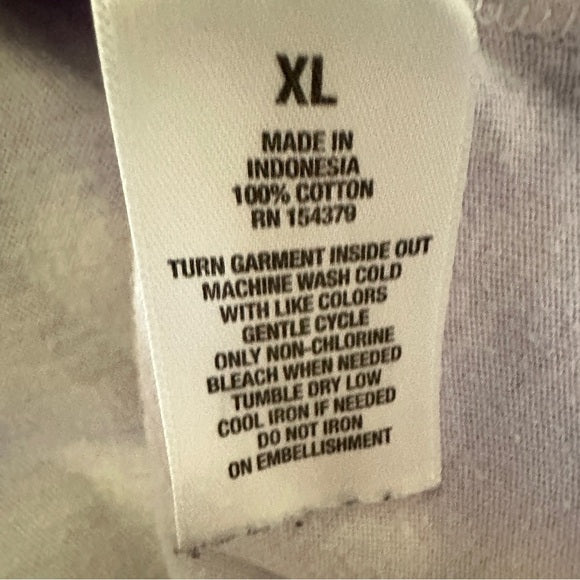 XL
MADE IN
INDONESIA
100% COTTON
RN 154379
TURN GARMENT INSIDE OUT
MACHINE WASH COLD
WITH LIKE COLORS
GENTLE CYCLE
ONLY NON-CHLORINE
BLEACH WHEN NEEDED
TUMBLE DRY LOW
COOL IRON IF NEEDED
DO NOT IRON
ON EMBELLISHMENT